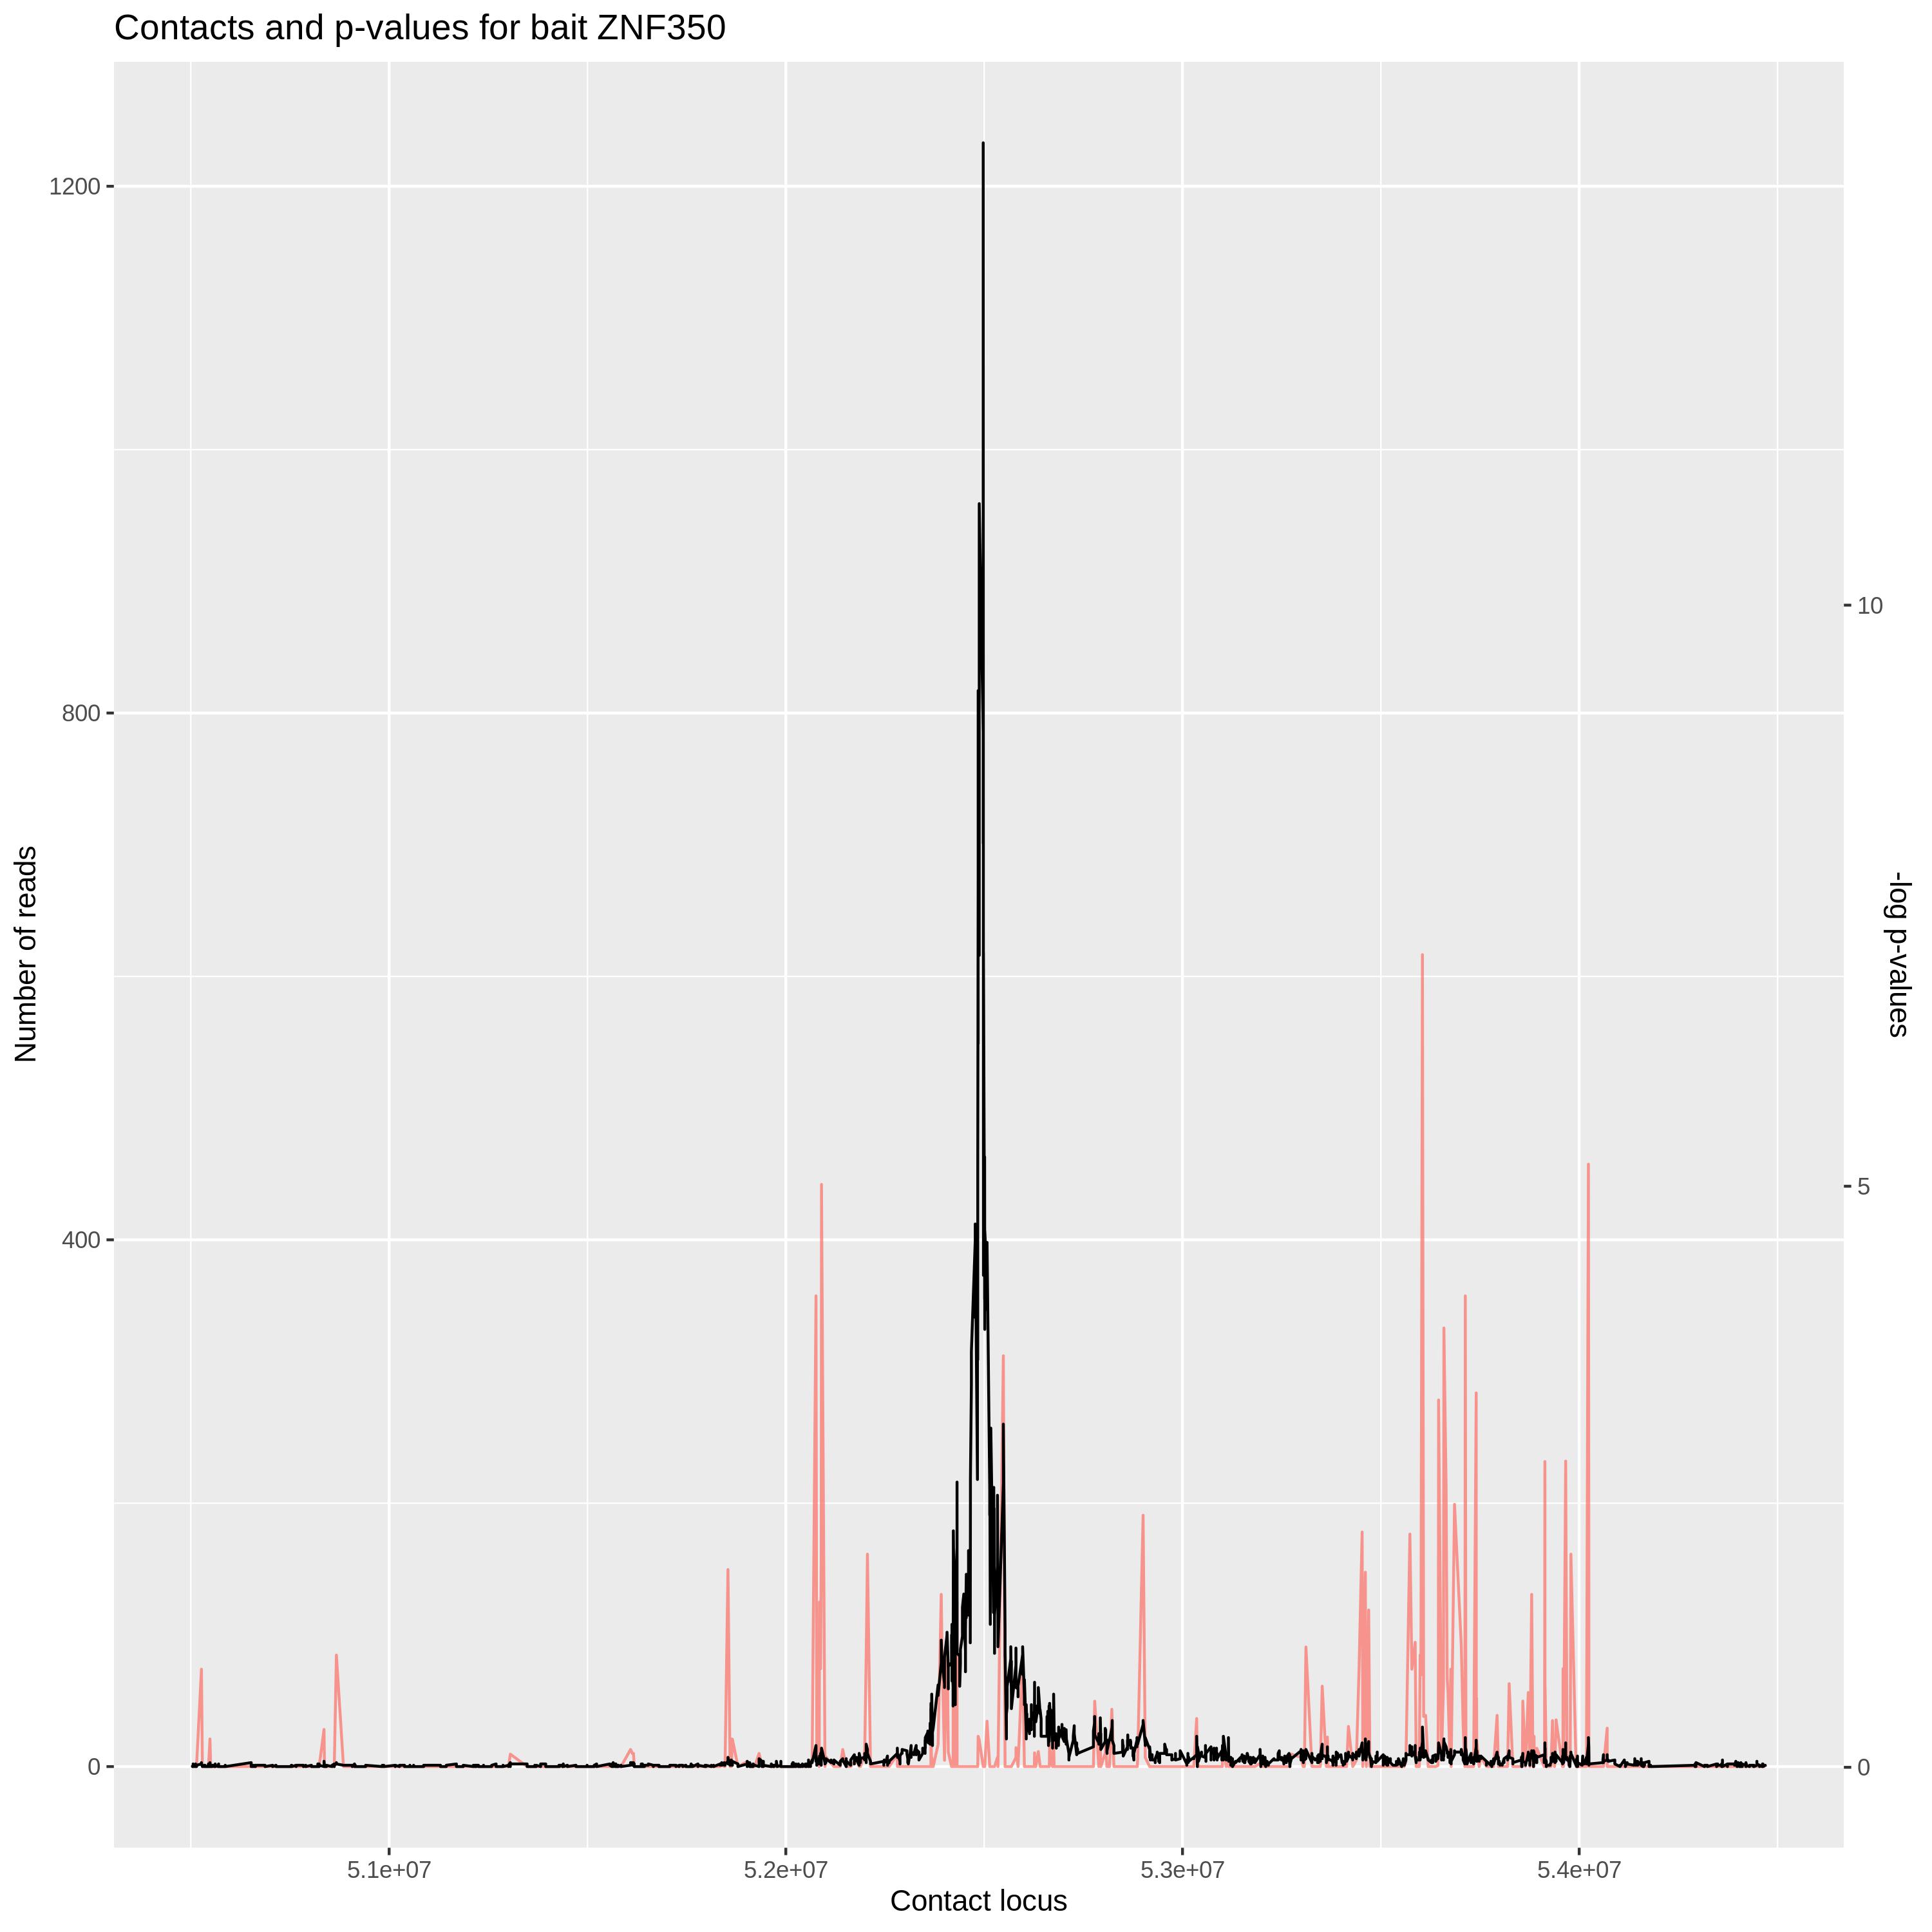 Contacts and p-values for bait ZNF350
1200
800
400
0
Number of reads
10
5
0
-log p-values
5.1e+07
5.2e+07
5.3e+07
5.4e+07
Contact locus